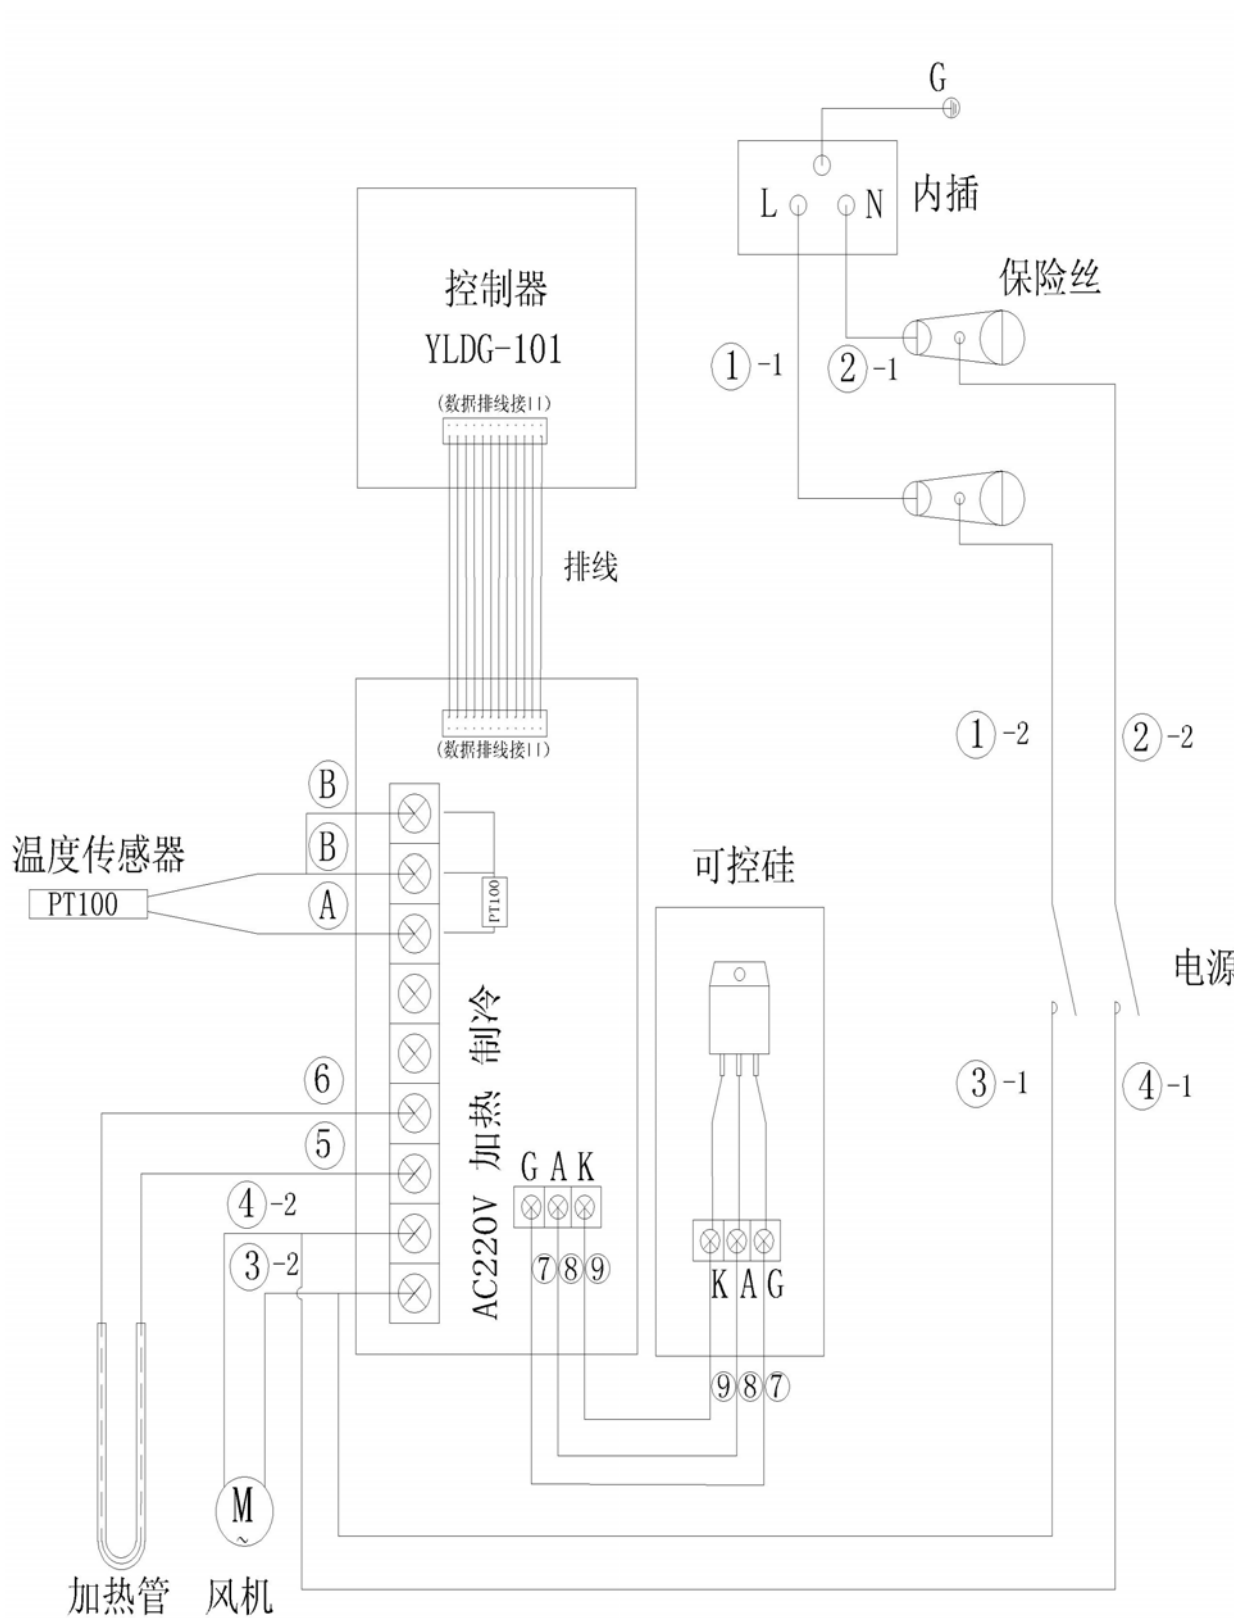 G
L
N
内插
保险丝
①-1
②-1
控制器
YLDG-101
(数据排线接口)
排线
(数据排线接口)
①-2
②-2
B
B
A
温度传感器
PT100
PT100
可控硅
电源
制冷
加热
AC220V
⑥
⑤
④-2
③-2
③-1
④-1
G A K
⑦⑧⑨
K A G
⑨⑧⑦
M
~
加热管
风机